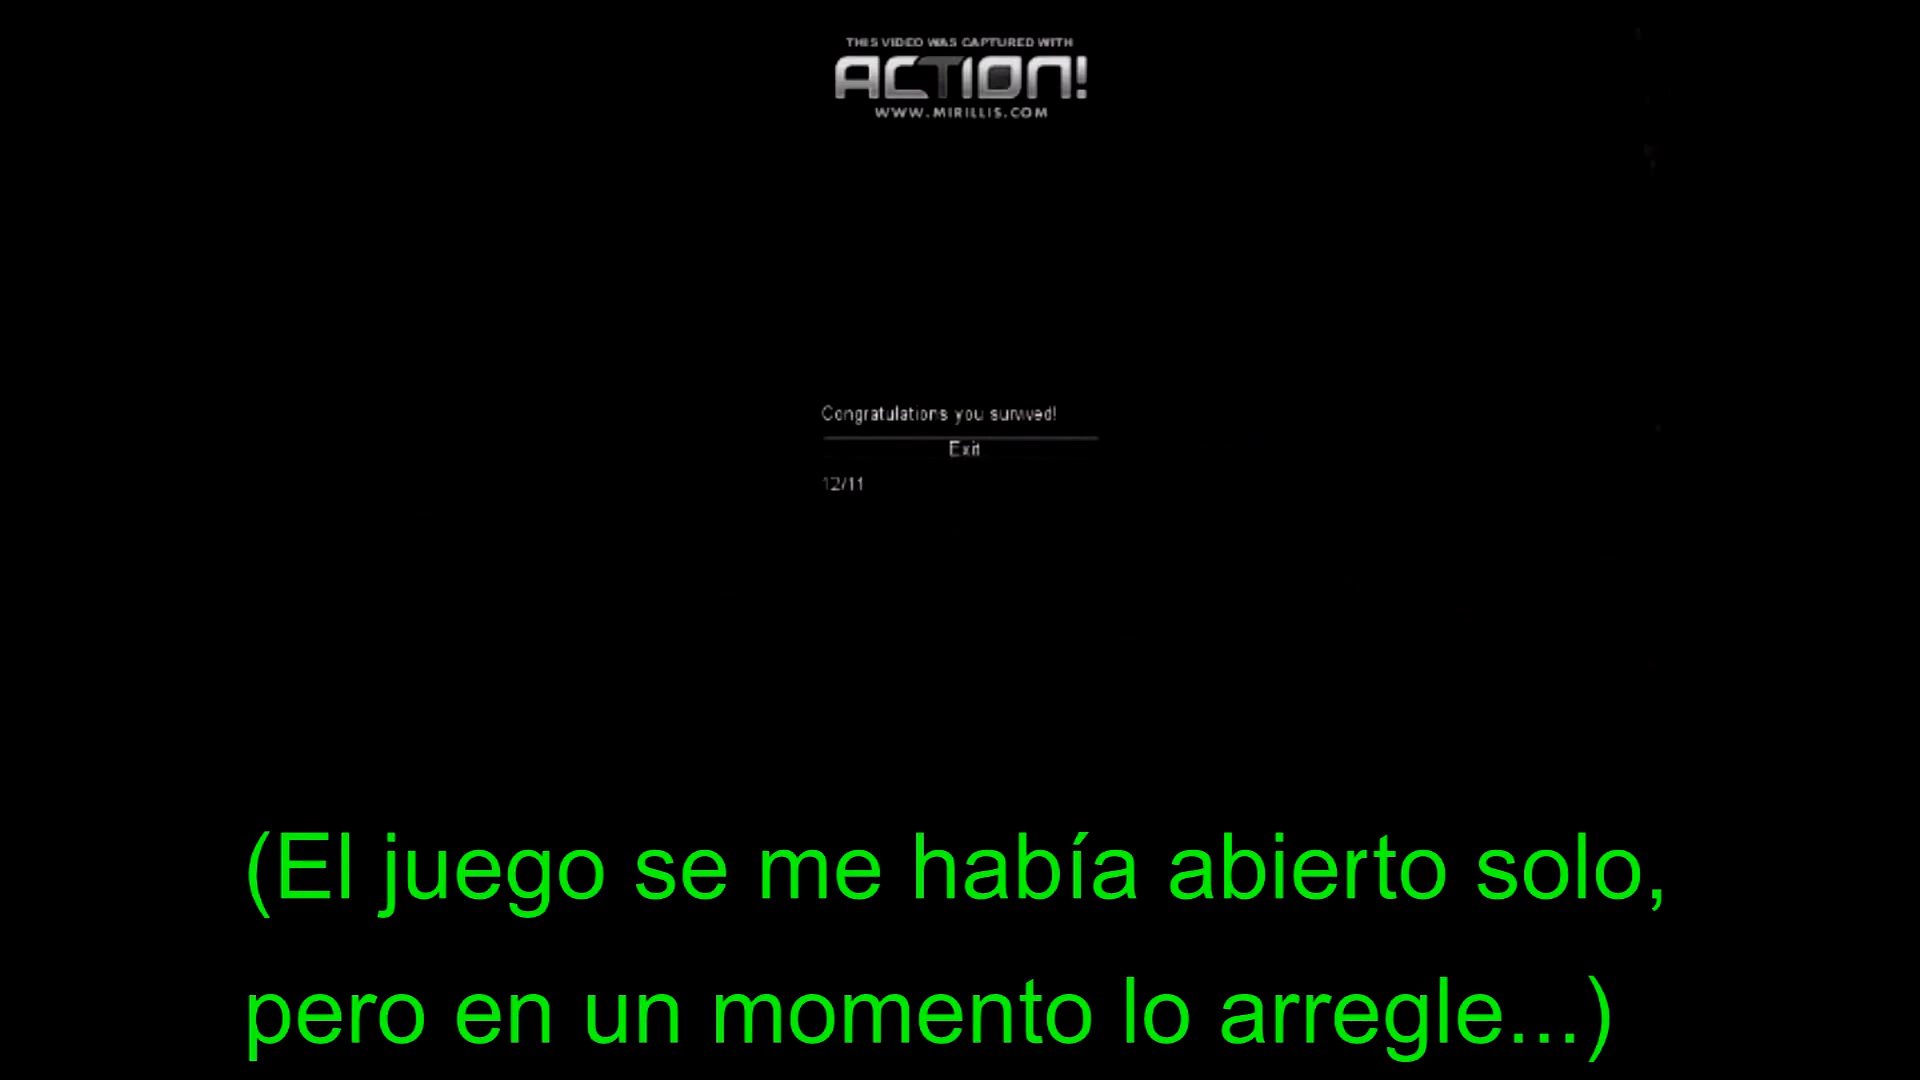 THIS VIDEO WAS CAPTURED WITH
ACTION!
WWW.MIRILLIS.COM
Congratulations you survived!
Exit
12/11
(El juego se me había abierto solo,
pero en un momento lo arregle...)